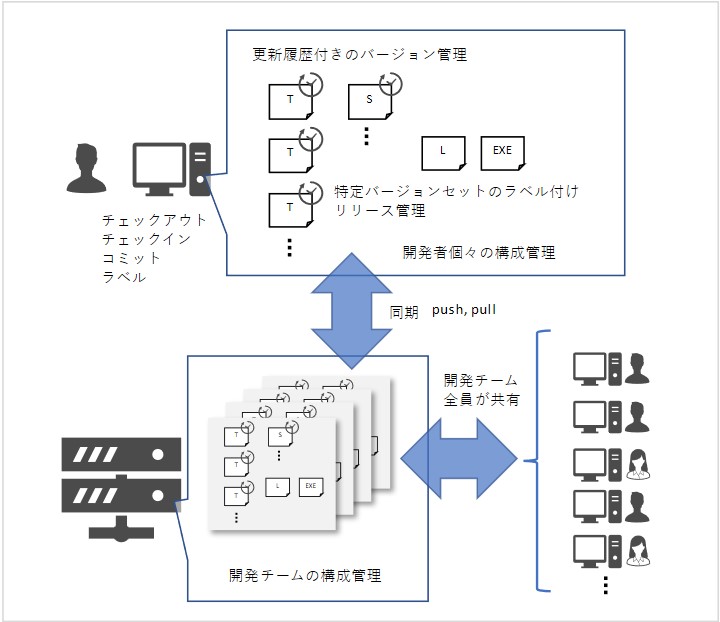 更新履歴付きのバージョン管理
T
S
T
L
EXE
T
特定バージョンセットのラベル付け
リリース管理
チェックアウト
チェックイン
コミット
ラベル
開発者個々の構成管理
同期 push, pull
開発チーム
全員が共有
T
S
T
T
L
EXE
開発チームの構成管理